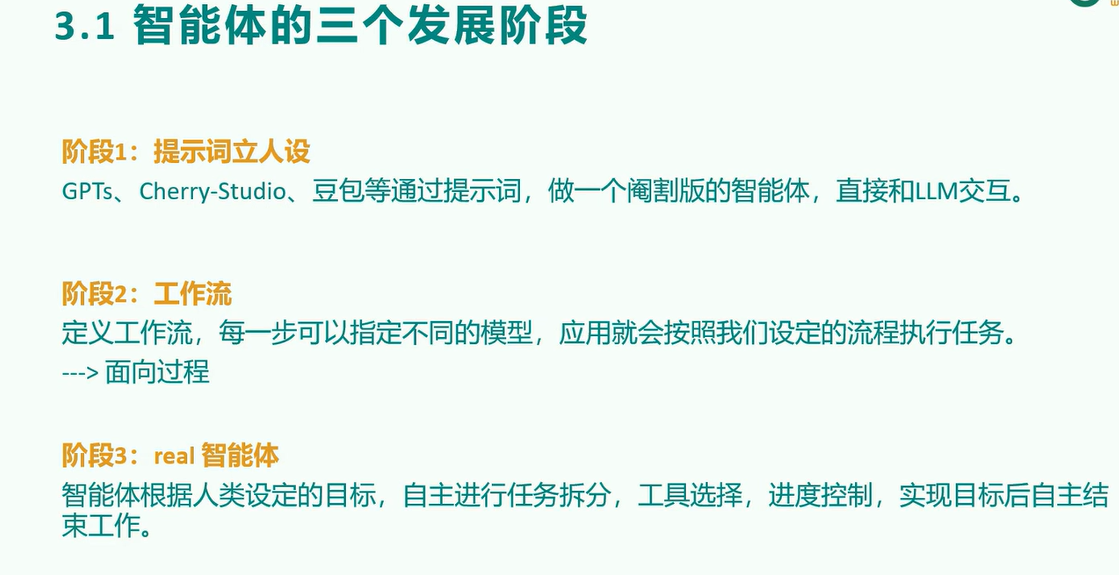 3.1 智能体的三个发展阶段
阶段1：提示词立人设
GPTs、Cherry-Studio、豆包等通过提示词，做一个阉割版的智能体，直接和LLM交互。
阶段2：工作流
定义工作流，每一步可以指定不同的模型，应用就会按照我们设定的流程执行任务。
---> 面向过程
阶段3：real 智能体
智能体根据人类设定的目标，自主进行任务拆分，工具选择，进度控制，实现目标后自主结
束工作。